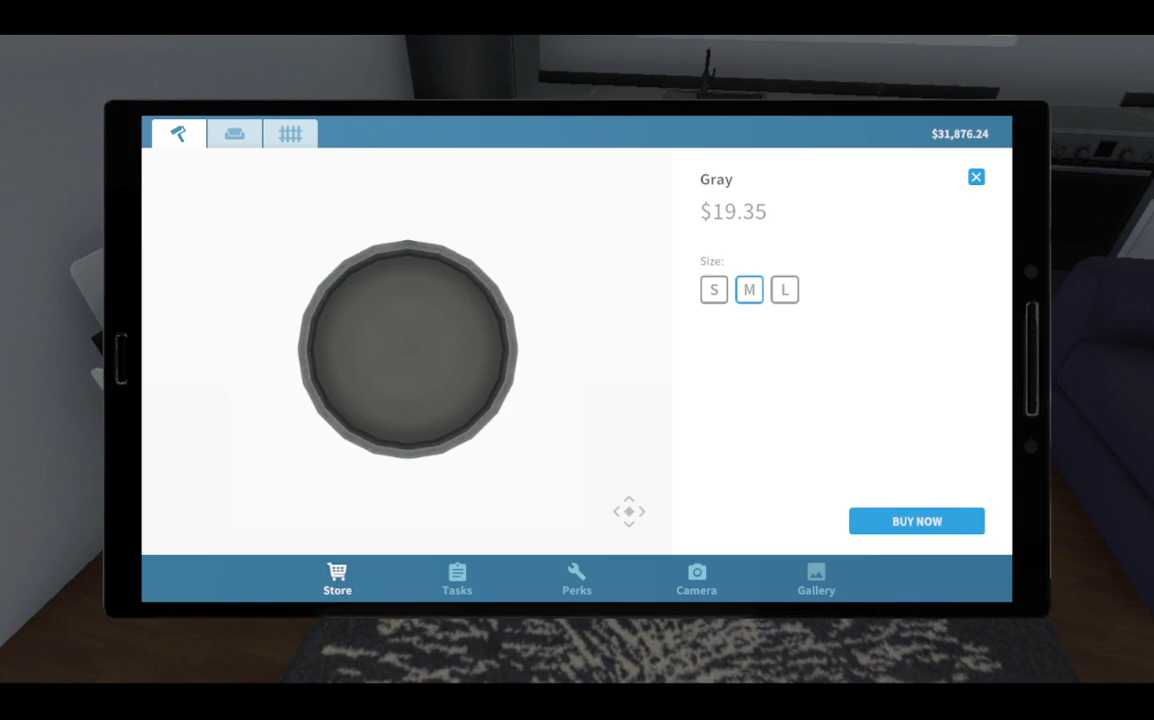 $31,876.24
Gray
$19.35
Size:
S M L
BUY NOW
Store Tasks Perks Camera Gallery